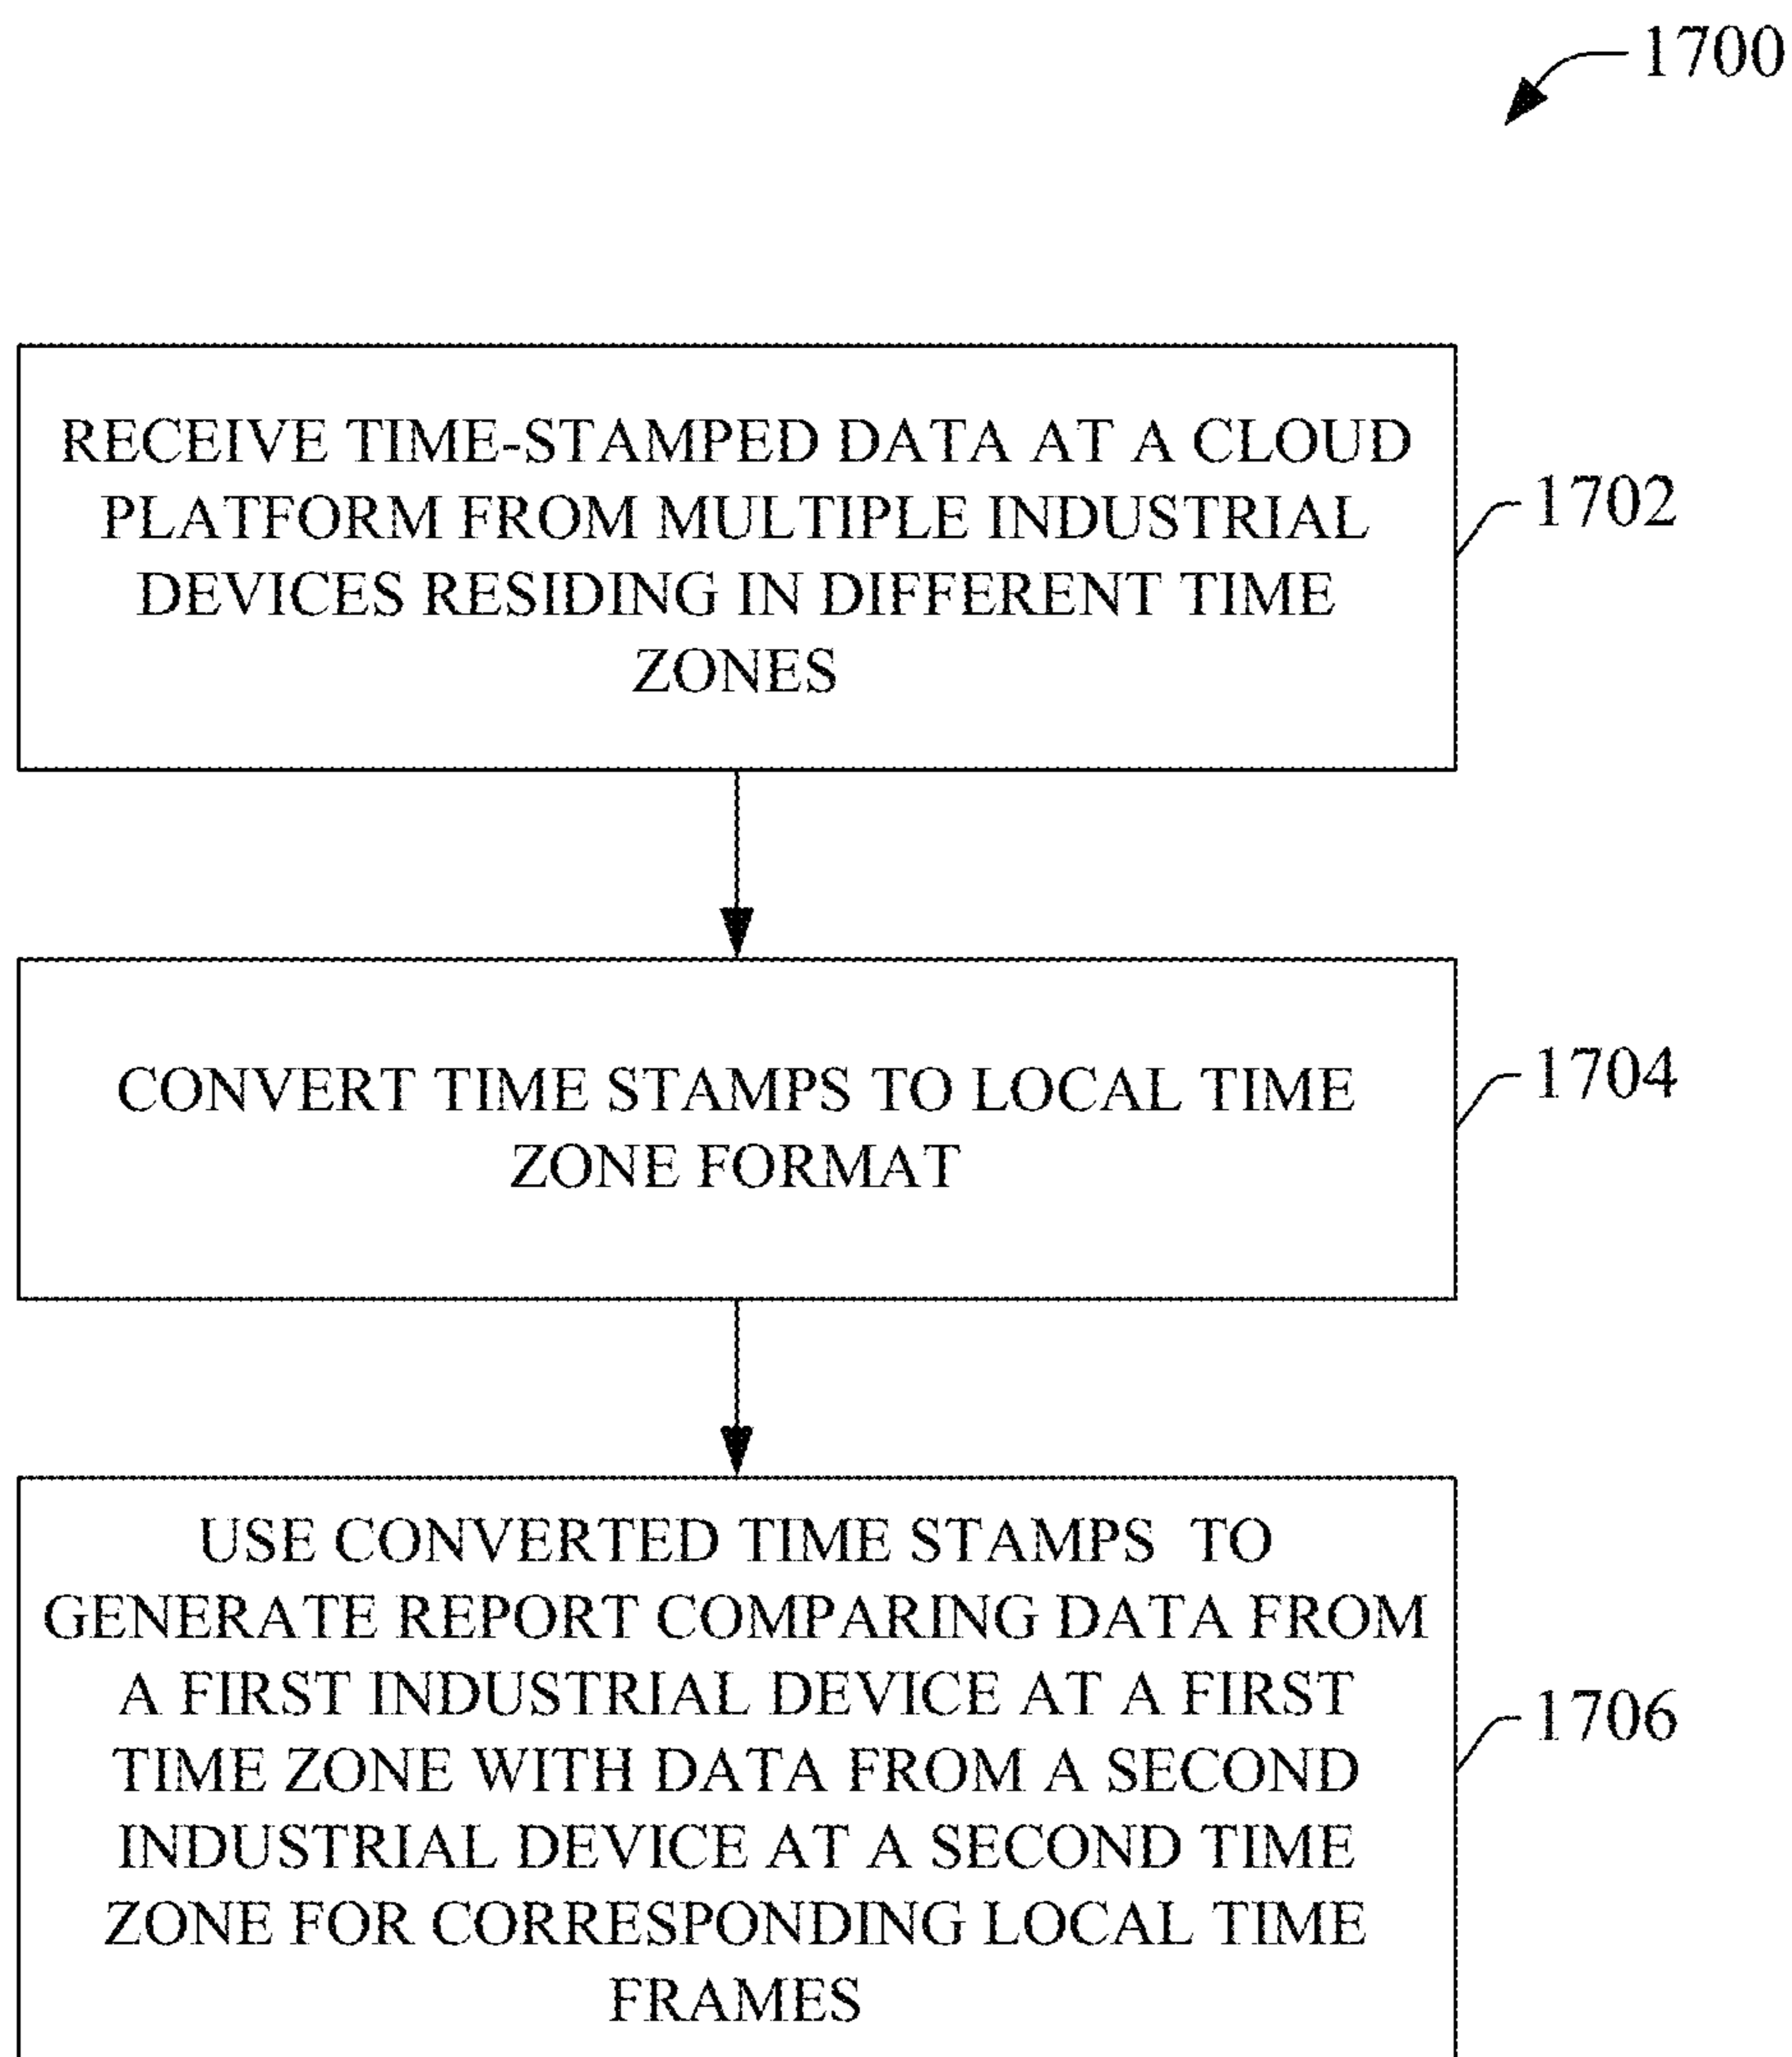 1700
RECEIVE TIME-STAMPED DATA AT A CLOUD
PLATFORM FROM MULTIPLE INDUSTRIAL
DEVICES RESIDING IN DIFFERENT TIME
ZONES
1702
CONVERT TIME STAMPS TO LOCAL TIME
ZONE FORMAT
1704
USE CONVERTED TIME STAMPS TO
GENERATE REPORT COMPARING DATA FROM
A FIRST INDUSTRIAL DEVICE AT A FIRST
TIME ZONE WITH DATA FROM A SECOND
INDUSTRIAL DEVICE AT A SECOND TIME
ZONE FOR CORRESPONDING LOCAL TIME
FRAMES
1706